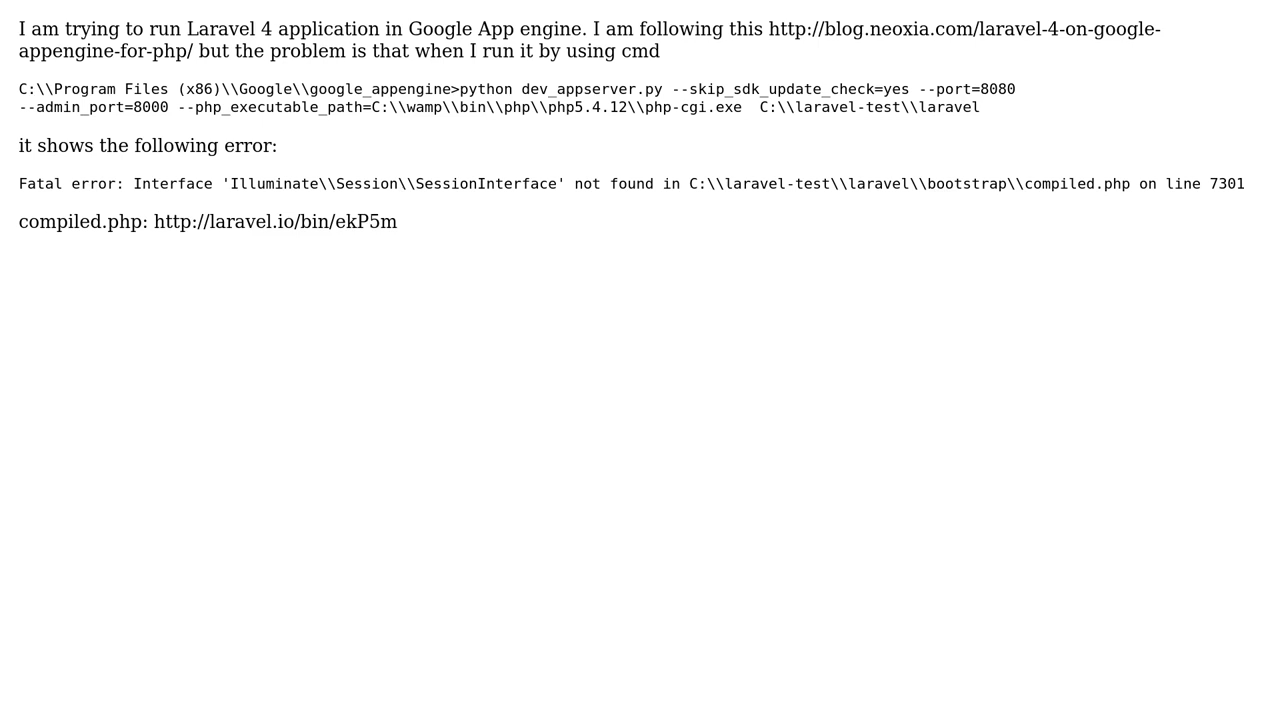 I am trying to run Laravel 4 application in Google App engine. I am following this http://blog.neoxia.com/laravel-4-on-google-
appengine-for-php/ but the problem is that when I run it by using cmd
C:\\Program Files (x86)\\Google\\google_appengine>python dev_appserver.py --skip_sdk_update_check=yes --port=8080
--admin_port=8000 --php_executable_path=C:\\wamp\\bin\\php\\php5.4.12\\php-cgi.exe  C:\\laravel-test\\laravel
it shows the following error:
Fatal error: Interface 'Illuminate\\Session\\SessionInterface' not found in C:\\laravel-test\\laravel\\bootstrap\\compiled.php on line 7301
compiled.php: http://laravel.io/bin/ekP5m